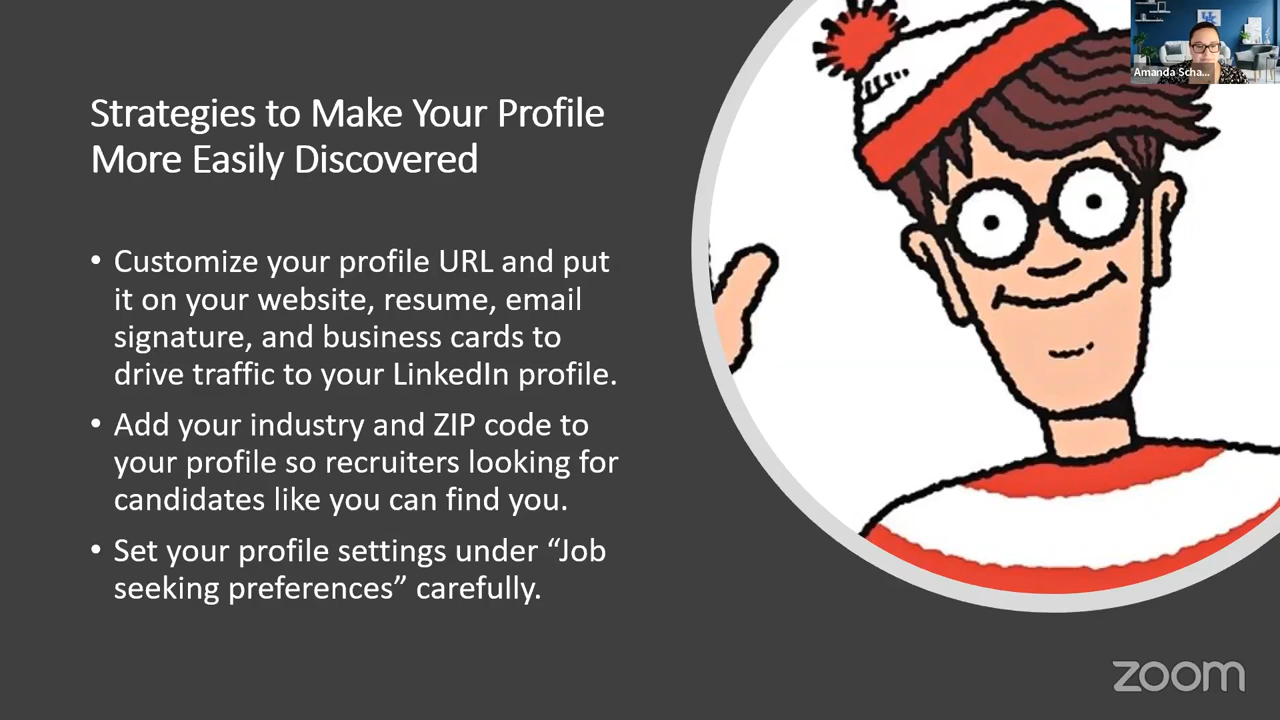 Strategies to Make Your Profile
More Easily Discovered
• Customize your profile URL and put
it on your website, resume, email
signature, and business cards to
drive traffic to your LinkedIn profile.
• Add your industry and ZIP code to
your profile so recruiters looking for
candidates like you can find you.
• Set your profile settings under “Job
seeking preferences” carefully.
Amanda Scha...
UK
zoom